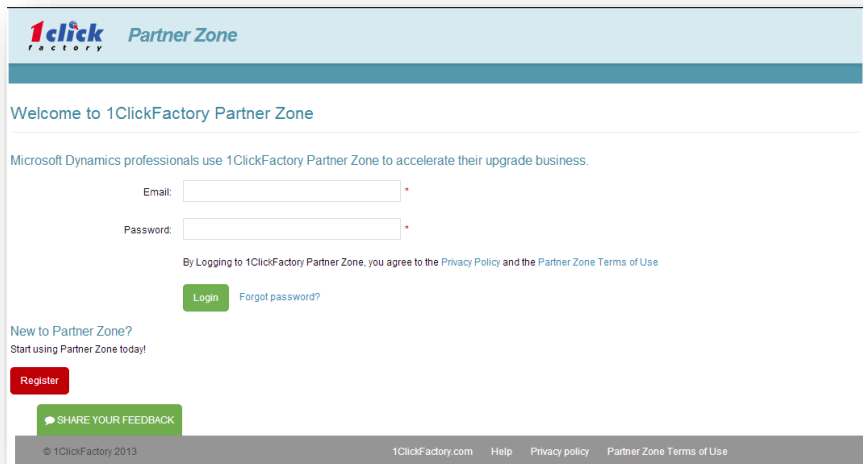 1click factory Partner Zone
Welcome to 1ClickFactory Partner Zone
Microsoft Dynamics professionals use 1ClickFactory Partner Zone to accelerate their upgrade business.
Email: *
Password: *
By Logging to 1ClickFactory Partner Zone, you agree to the Privacy Policy and the Partner Zone Terms of Use
Login Forgot password?
New to Partner Zone?
Start using Partner Zone today!
Register
SHARE YOUR FEEDBACK
© 1ClickFactory 2013 1ClickFactory.com Help Privacy policy Partner Zone Terms of Use